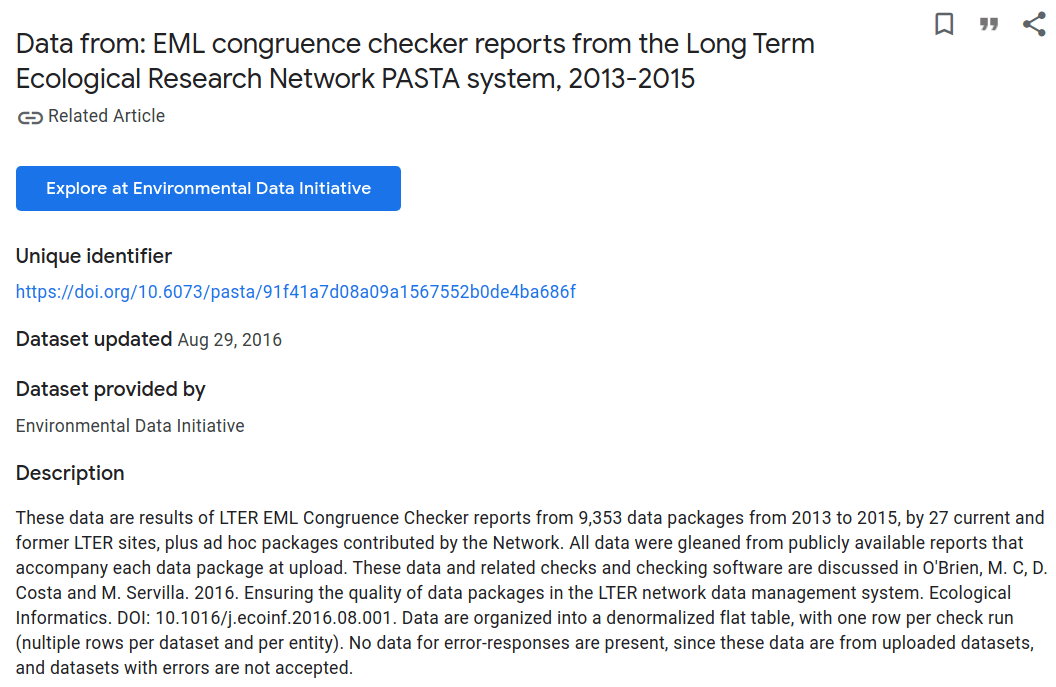 Data from: EML congruence checker reports from the Long Term
Ecological Research Network PASTA system, 2013-2015
Related Article
Explore at Environmental Data Initiative
Unique identifier
https://doi.org/10.6073/pasta/91f41a7d08a09a1567552b0de4ba686f
Dataset updated Aug 29, 2016
Dataset provided by
Environmental Data Initiative
Description
These data are results of LTER EML Congruence Checker reports from 9,353 data packages from 2013 to 2015, by 27 current and
former LTER sites, plus ad hoc packages contributed by the Network. All data were gleaned from publicly available reports that
accompany each data package at upload. These data and related checks and checking software are discussed in O'Brien, M. C, D.
Costa and M. Servilla. 2016. Ensuring the quality of data packages in the LTER network data management system. Ecological
Informatics. DOI: 10.1016/j.ecoinf.2016.08.001. Data are organized into a denormalized flat table, with one row per check run
(nultiple rows per dataset and per entity). No data for error-responses are present, since these data are from uploaded datasets,
and datasets with errors are not accepted.